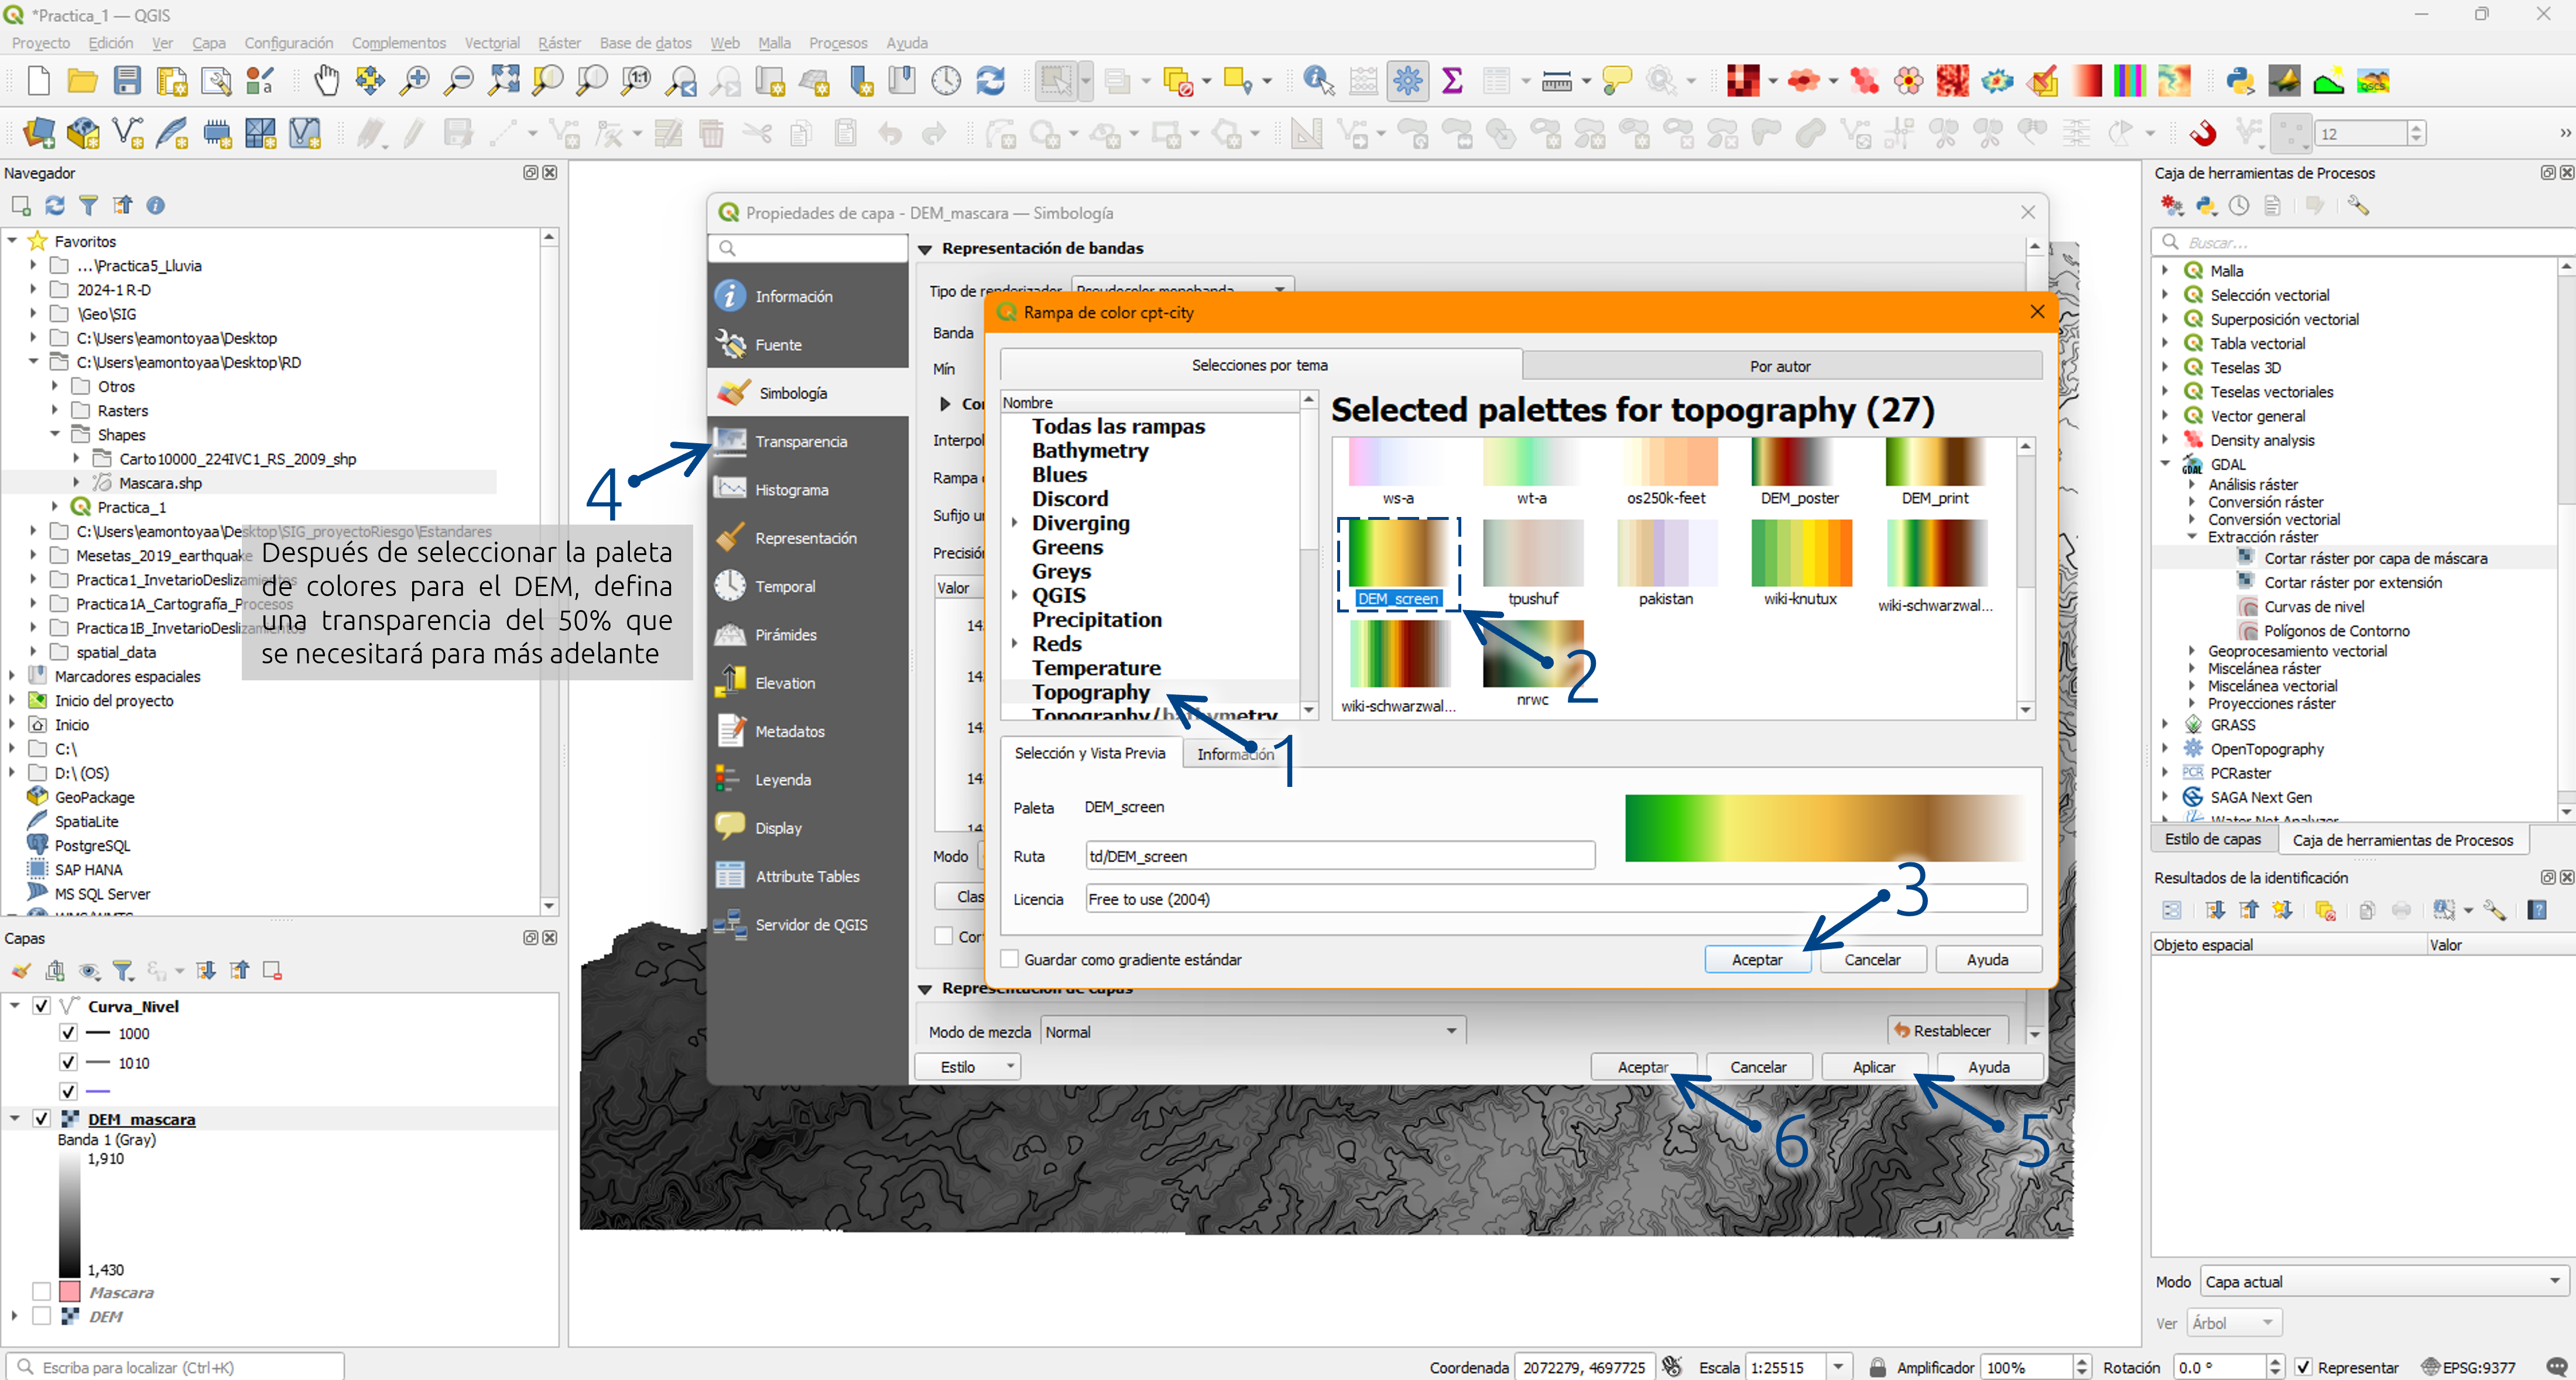 *Practica_1 — QGIS
Proyecto Edición Ver Capa Configuración Complementos Vectorial Ráster Base de datos Web Malla Procesos Ayuda
12
Navegador
Favoritos
...\Practica5_Lluvia
2024-1 R-D
\Geo\SIG
C:\Users\eamontoyaa\Desktop
C:\Users\eamontoyaa\Desktop\RD
Otros
Rasters
Shapes
Carto10000_224IVC1_RS_2009_shp
Mascara.shp
Practica_1
C:\Users\eamontoyaa\Desktop\SIG_proyectoRiesgo\Estandares
Mesetas_2019_earthquake
Practica1_InvetarioDeslizamientos
Practica1A_Cartografía_Procesos
Practica1B_InvetarioDeslizamientos
spatial_data
Marcadores espaciales
Inicio del proyecto
Inicio
C:\
D:\ (OS)
GeoPackage
SpatiaLite
PostgreSQL
SAP HANA
MS SQL Server
Después de seleccionar la paleta
de colores para el DEM, defina
una transparencia del 50% que
se necesitará para más adelante
Capas
Curva_Nivel
1000
1010
DEM_mascara
Banda 1 (Gray)
1,910
1,430
Mascara
DEM
Escriba para localizar (Ctrl+K)
Propiedades de capa - DEM_mascara — Simbología
Información
Fuente
Simbología
Transparencia
Histograma
Representación
Temporal
Pirámides
Elevation
Metadatos
Leyenda
Display
Attribute Tables
Servidor de QGIS
4
Representación de bandas
Tipo de renderizador Pseudocolor monobanda
Banda
Mín
Interpol
Rampa
Sufijo
Precisión
Valor
Modo
Clas
Rampa de color cpt-city
Selecciones por tema Por autor
Nombre
Todas las rampas
Bathymetry
Blues
Discord
Diverging
Greens
Greys
QGIS
Precipitation
Reds
Temperature
Topography
Topography/bathymetry
Selected palettes for topography (27)
ws-a wt-a os250k-feet DEM_poster DEM_print
DEM_screen tpushuf pakistan wiki-knutux wiki-schwarzwal...
wiki-schwarzwal... nrwc
2
1
Selección y Vista Previa Información
Paleta DEM_screen
Ruta td/DEM_screen
Licencia Free to use (2004)
3
Guardar como gradiente estándar
Aceptar Cancelar Ayuda
Representación de capas
Modo de mezcla Normal Restablecer
Estilo Aceptar Cancelar Aplicar Ayuda
6
5
Caja de herramientas de Procesos
Buscar...
Malla
Selección vectorial
Superposición vectorial
Tabla vectorial
Teselas 3D
Teselas vectoriales
Vector general
Density analysis
GDAL
Análisis ráster
Conversión ráster
Conversión vectorial
Extracción ráster
Cortar ráster por capa de máscara
Cortar ráster por extensión
Curvas de nivel
Polígonos de Contorno
Geoprocesamiento vectorial
Miscelánea ráster
Miscelánea vectorial
Proyecciones ráster
GRASS
OpenTopography
PCRaster
SAGA Next Gen
Water Net Analyzer
Estilo de capas Caja de herramientas de Procesos
Resultados de la identificación
Objeto espacial Valor
Modo Capa actual
Ver Árbol
Coordenada 2072279, 4697725 Escala 1:25515 Amplificador 100% Rotación 0.0 ° Representar EPSG:9377